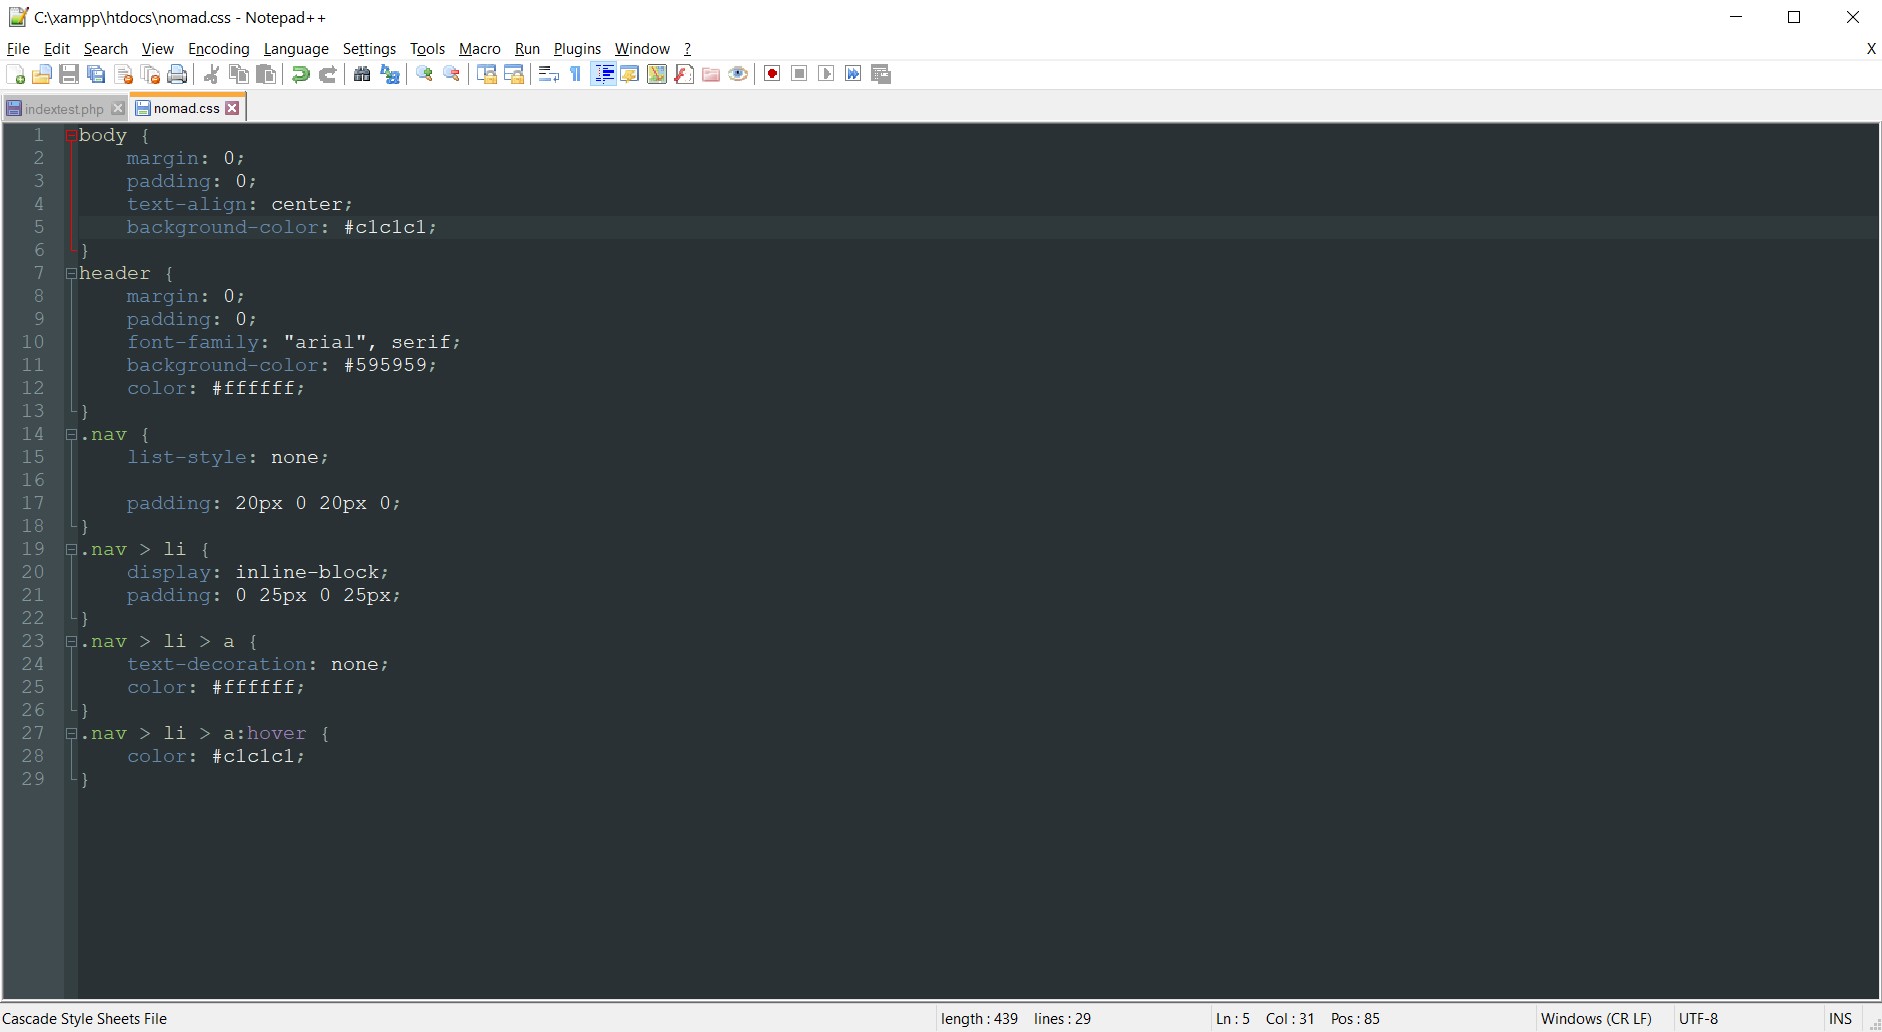 C:\xampp\htdocs\nomad.css - Notepad++
File Edit Search View Encoding Language Settings Tools Macro Run Plugins Window ? X
indextest.php nomad.css
1 body {
2     margin: 0;
3     padding: 0;
4     text-align: center;
5     background-color: #c1c1c1;
6 }
7 header {
8     margin: 0;
9     padding: 0;
10     font-family: "arial", serif;
11     background-color: #595959;
12     color: #ffffff;
13 }
14 .nav {
15     list-style: none;
16
17     padding: 20px 0 20px 0;
18 }
19 .nav > li {
20     display: inline-block;
21     padding: 0 25px 0 25px;
22 }
23 .nav > li > a {
24     text-decoration: none;
25     color: #ffffff;
26 }
27 .nav > li > a:hover {
28     color: #c1c1c1;
29 }
Cascade Style Sheets File length : 439 lines : 29 Ln : 5 Col : 31 Pos : 85 Windows (CR LF) UTF-8 INS